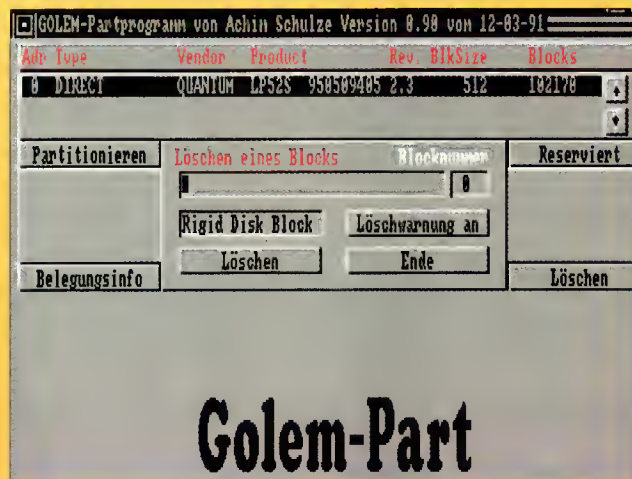 GOLEM-Partprogramm von Achim Schulze Version 0.90 vom 12-03-91
Adr Type Vendor Product Rev. BlkSize Blocks
0 DIRECT QUANTUM LP52S 950509405 2.3 512 102170
Partitionieren
Löschen eines Blocks Blocknummer
Reserviert
0
Rigid Disk Block Löschwarnung an
Löschen Ende
Belegungsinfo
Löschen
Golem-Part